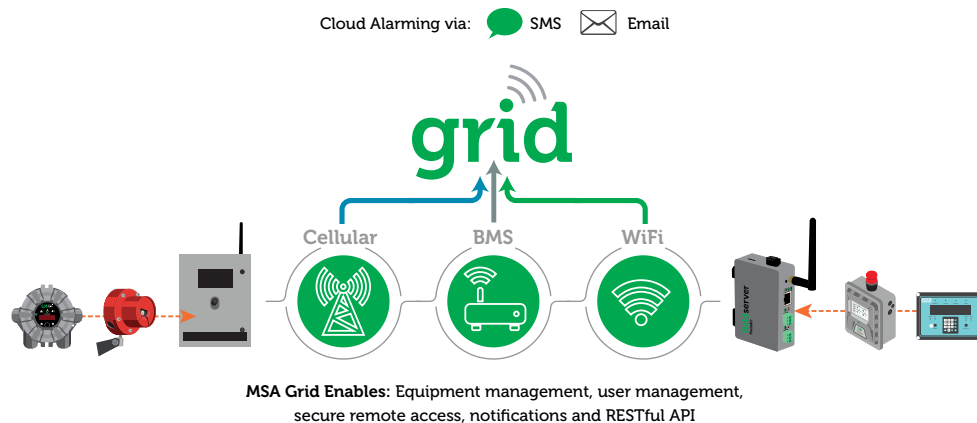 Cloud Alarming via: SMS Email
grid
Cellular BMS WiFi
server
MSA Grid Enables: Equipment management, user management,
secure remote access, notifications and RESTful API